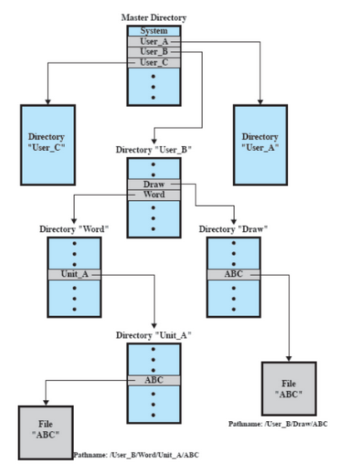 Master Directory
System
User_A
User_B
User_C
Directory
"User_C"
Directory
"User_A"
Directory "User_B"
Draw
Word
Directory "Word"
Directory "Draw"
Unit_A
ABC
Directory "Unit_A"
ABC
File
"ABC"
Pathname: /User_B/Draw/ABC
File
"ABC"
Pathname: /User_B/Word/Unit_A/ABC